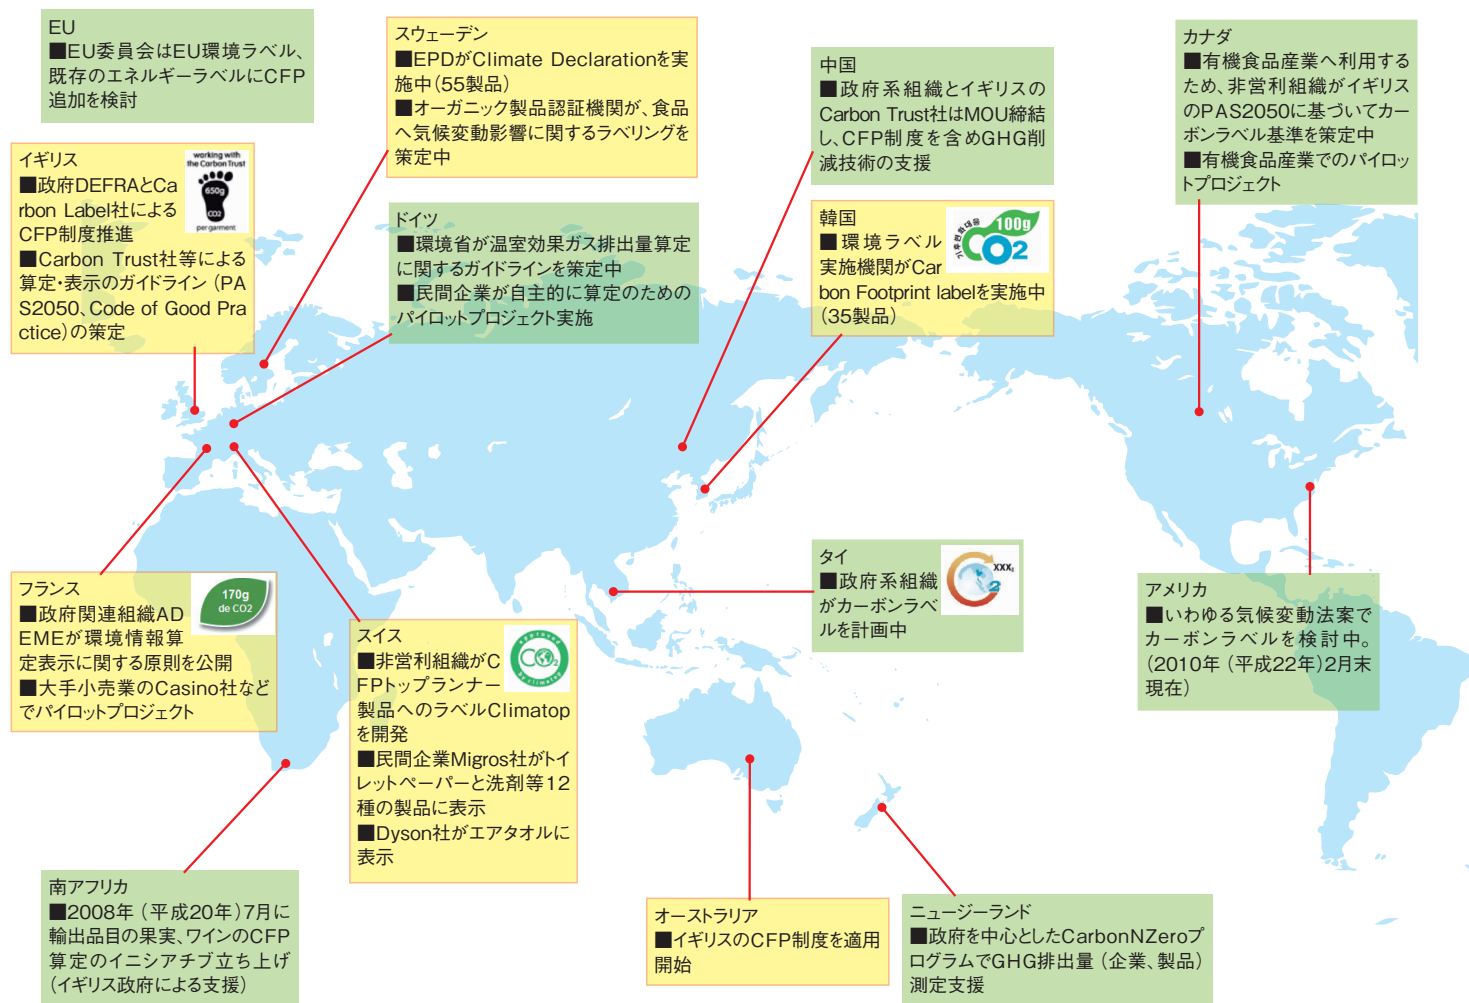 EU
■EU委員会はEU環境ラベル、
既存のエネルギーラベルにCFP
追加を検討
スウェーデン
■EPDがClimate Declarationを実
施中（55製品）
■オーガニック製品認証機関が、食品
へ気候変動影響に関するラベリングを
策定中
中国
■政府系組織とイギリスの
Carbon Trust社はMOU締結
し、CFP制度を含めGHG削
減技術の支援
カナダ
■有機食品産業へ利用する
ため、非営利組織がイギリス
のPAS2050に基づいてカー
ボンラベル基準を策定中
■有機食品産業でのパイロッ
トプロジェクト
イギリス
■政府DEFRAとCa
rbon Label社による
CFP制度推進
■Carbon Trust社等による
算定・表示のガイドライン（PA
S2050、Code of Good Pra
ctice）の策定
working with
the Carbon Trust
650g
CO2
per garment
ドイツ
■環境省が温室効果ガス排出量算定
に関するガイドラインを策定中
■民間企業が自主的に算定のための
パイロットプロジェクト実施
韓国
■環境ラベル
実施機関がCar
bon Footprint labelを実施中
（35製品）
기후변화대응
100g
CO2
タイ
■政府系組織
がカーボンラベ
ルを計画中
XXXg
2
アメリカ
■いわゆる気候変動法案で
カーボンラベルを検討中。
（2010年（平成22年）2月末
現在）
フランス
■政府関連組織AD
EMEが環境情報算
定表示に関する原則を公開
■大手小売業のCasino社など
でパイロットプロジェクト
170g
de CO2
スイス
■非営利組織がC
FPトップランナー
製品へのラベルClimatop
を開発
■民間企業Migros社がトイ
レットペーパーと洗剤等12
種の製品に表示
■Dyson社がエアタオルに
表示
approved
CO2
by climatop
南アフリカ
■2008年（平成20年）7月に
輸出品目の果実、ワインのCFP
算定のイニシアチブ立ち上げ
（イギリス政府による支援）
オーストラリア
■イギリスのCFP制度を適用
開始
ニュージーランド
■政府を中心としたCarbonNZeroプ
ログラムでGHG排出量（企業、製品）
測定支援